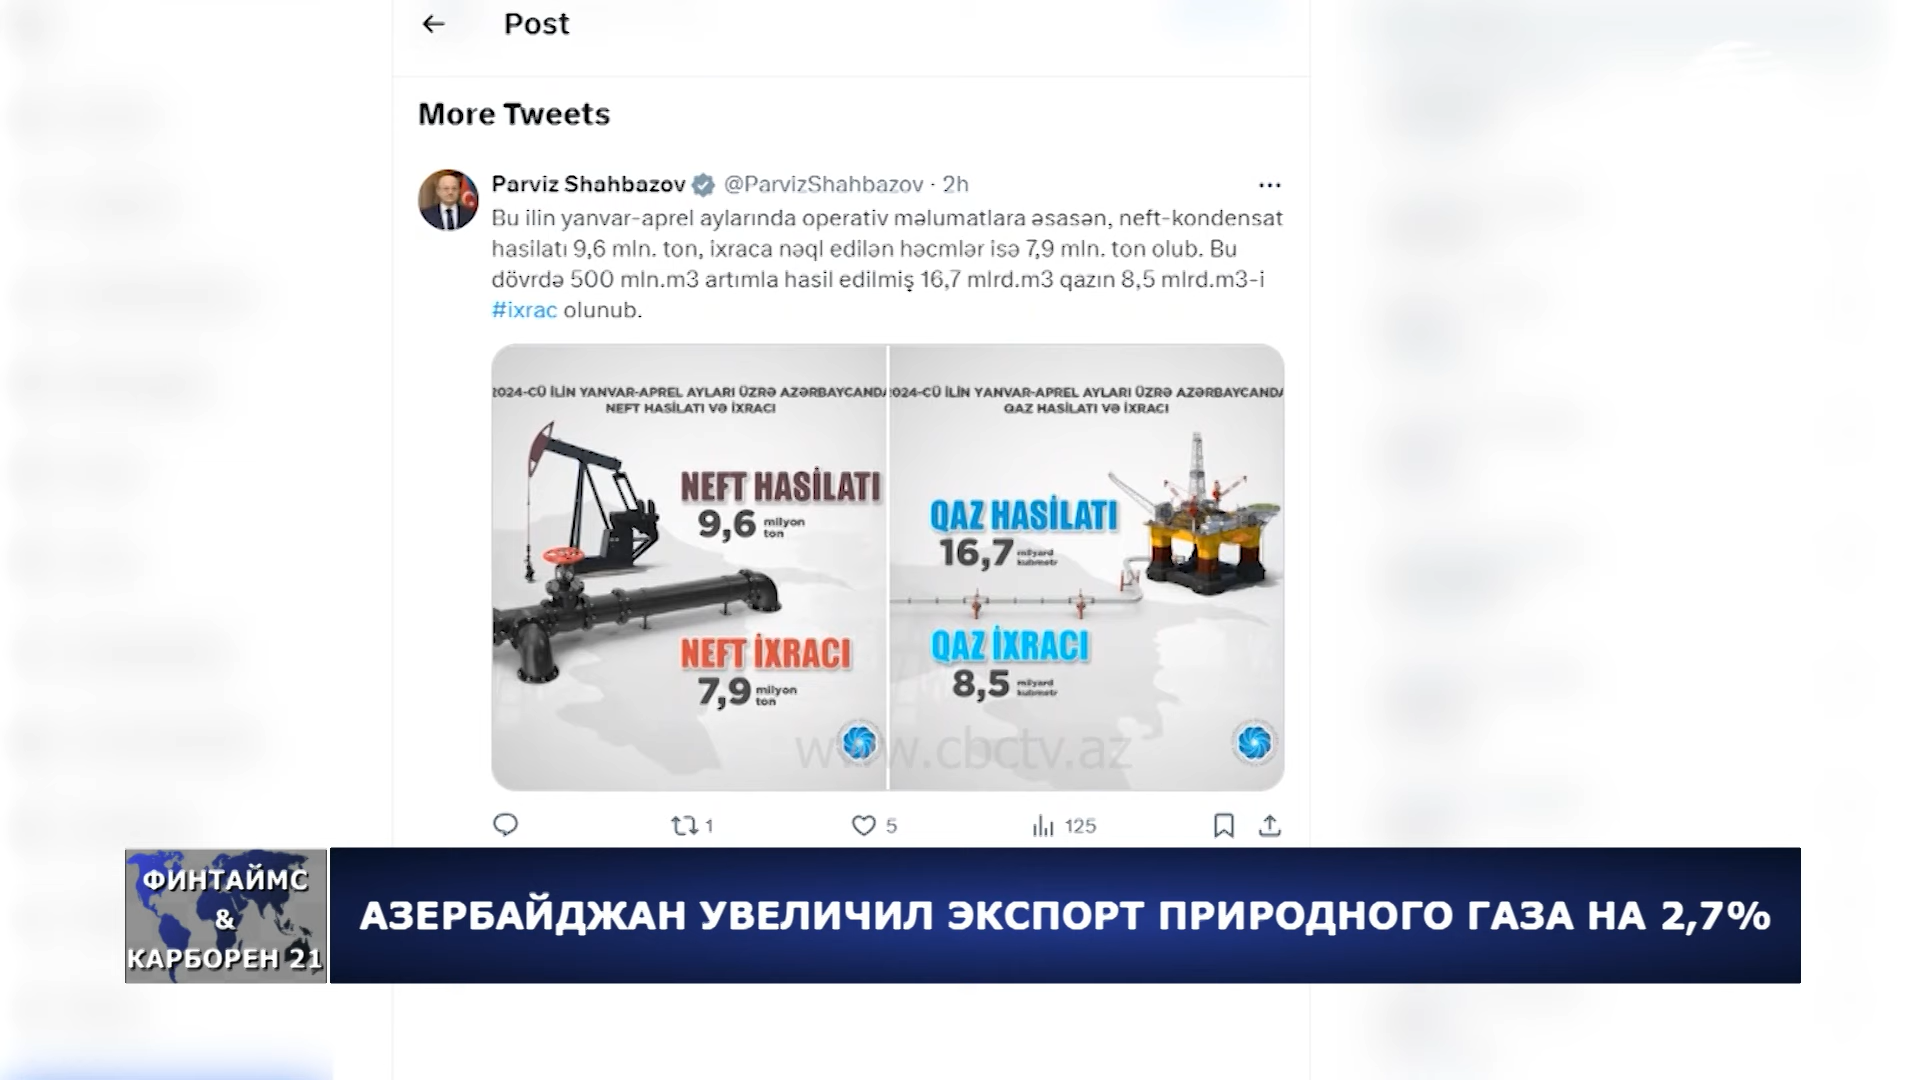 Post
More Tweets
Parviz Shahbazov @ParvizShahbazov · 2h
Bu ilin yanvar-aprel aylarında operativ məlumatlara əsasən, neft-kondensat
hasilatı 9,6 mln. ton, ixraca nəql edilən həcmlər isə 7,9 mln. ton olub. Bu
dövrdə 500 mln.m3 artımla hasil edilmiş 16,7 mlrd.m3 qazın 8,5 mlrd.m3-i
#ixrac olunub.
2024-CÜ İLİN YANVAR-APREL AYLARI ÜZRƏ AZƏRBAYCANDA
NEFT HASİLATI VƏ İXRACI
NEFT HASİLATI
9,6 milyon
ton
NEFT İXRACI
7,9 milyon
ton
2024-CÜ İLİN YANVAR-APREL AYLARI ÜZRƏ AZƏRBAYCANDA
QAZ HASİLATI VƏ İXRACI
QAZ HASİLATI
16,7 milyard
kubmetr
QAZ İXRACI
8,5 milyard
kubmetr
www.cbctv.az
1 5 125
ФИНТАЙМС
&
КАРБОРЕН 21
АЗЕРБАЙДЖАН УВЕЛИЧИЛ ЭКСПОРТ ПРИРОДНОГО ГАЗА НА 2,7%